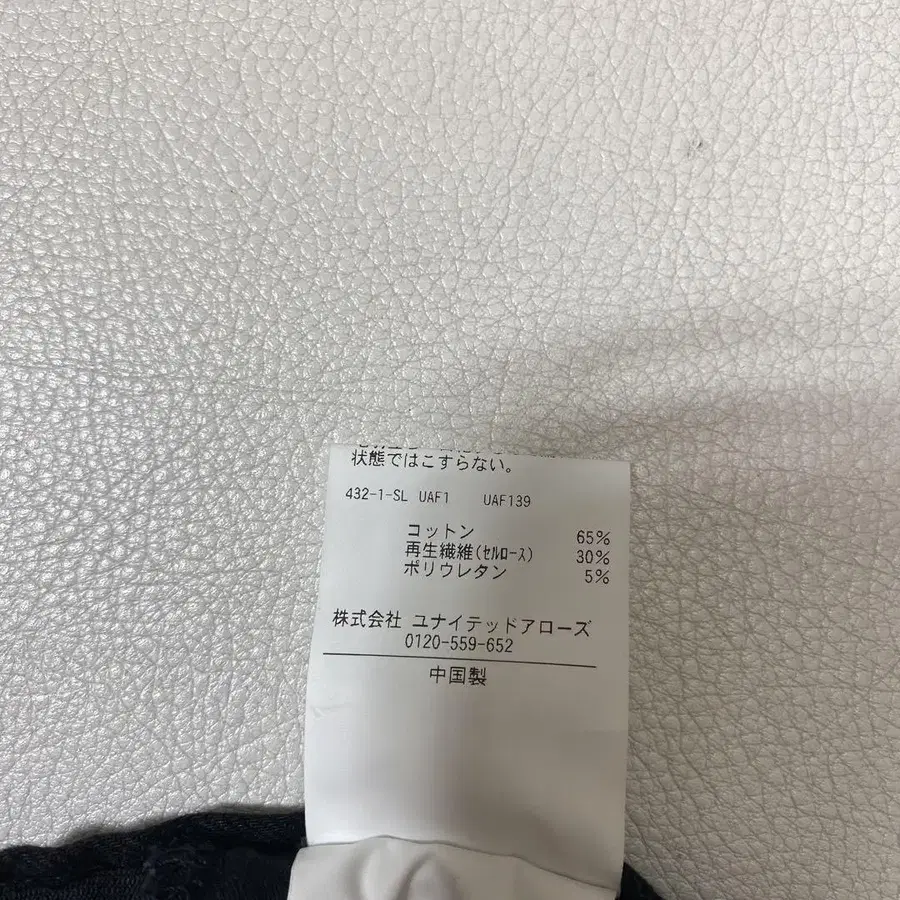 状態ではこすらない。
432-1-SL UAF1 UAF139
コットン 65%
再生繊維(ｾﾙﾛｰｽ) 30%
ポリウレタン 5%
株式会社 ユナイテッドアローズ
0120-559-652
中国製